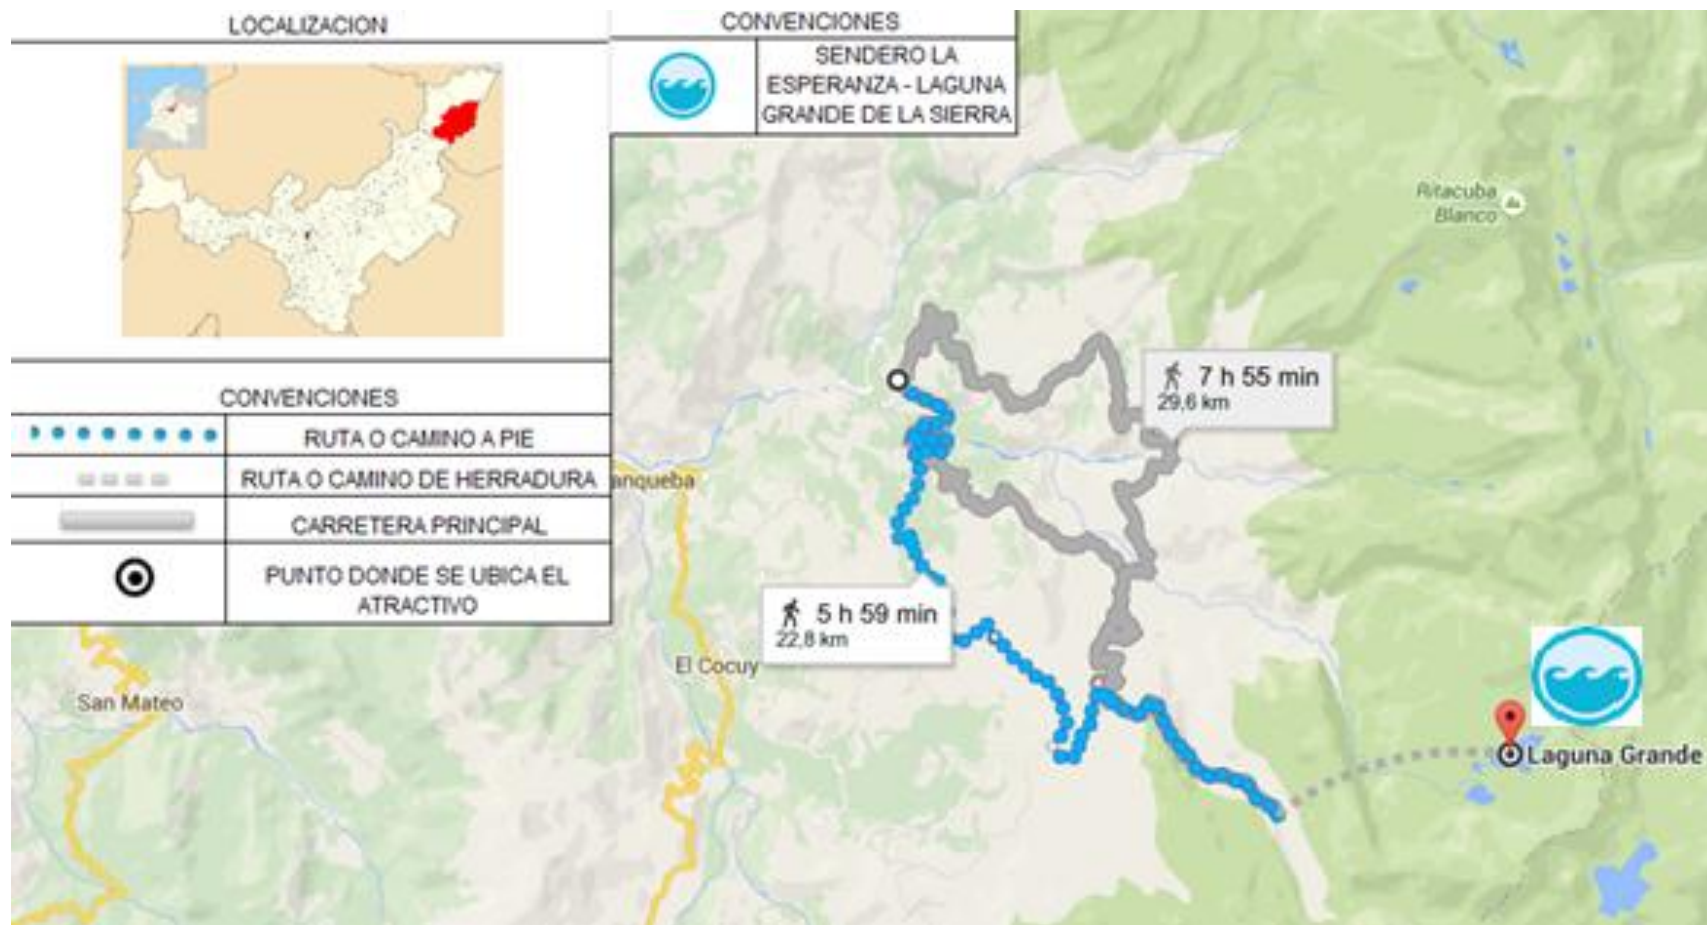 LOCALIZACION
CONVENCIONES
SENDERO LA
ESPERANZA - LAGUNA
GRANDE DE LA SIERRA
CONVENCIONES
RUTA O CAMINO A PIE
RUTA O CAMINO DE HERRADURA
CARRETERA PRINCIPAL
PUNTO DONDE SE UBICA EL
ATRACTIVO
Ritacuba
Blanco
7 h 55 min
29,6 km
anqueba
5 h 59 min
22,8 km
El Cocuy
San Mateo
Laguna Grande